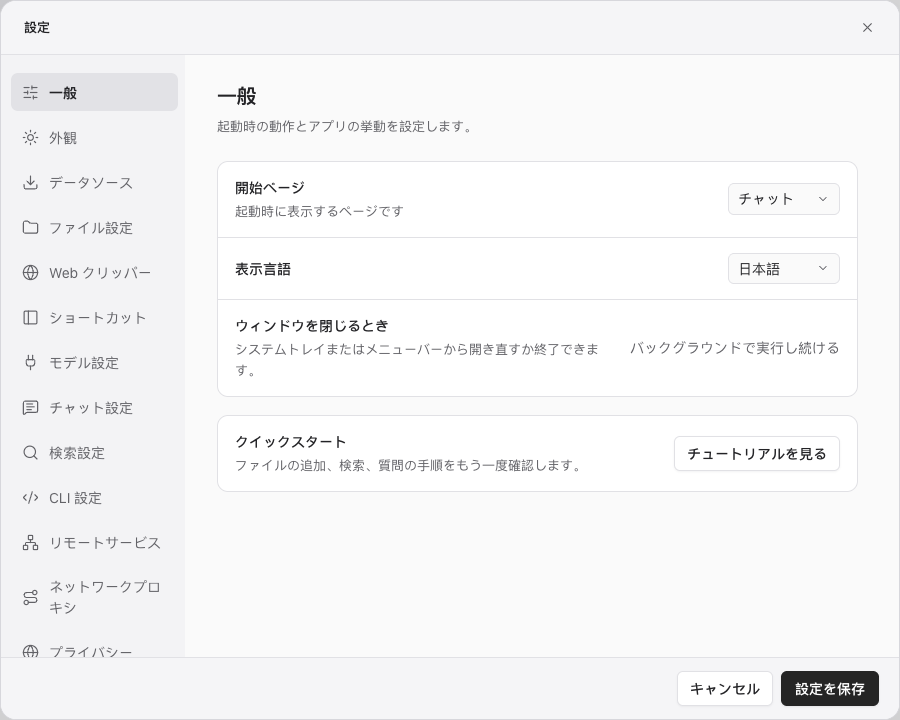 設定
一般
外観
データソース
ファイル設定
Web クリッパー
ショートカット
モデル設定
チャット設定
検索設定
CLI 設定
リモートサービス
ネットワークプロ
キシ
プライバシー
一般
起動時の動作とアプリの挙動を設定します。
開始ページ
起動時に表示するページです
チャット
表示言語
日本語
ウィンドウを閉じるとき
システムトレイまたはメニューバーから開き直すか終了できま
す。
バックグラウンドで実行し続ける
クイックスタート
ファイルの追加、検索、質問の手順をもう一度確認します。
チュートリアルを見る
キャンセル
設定を保存